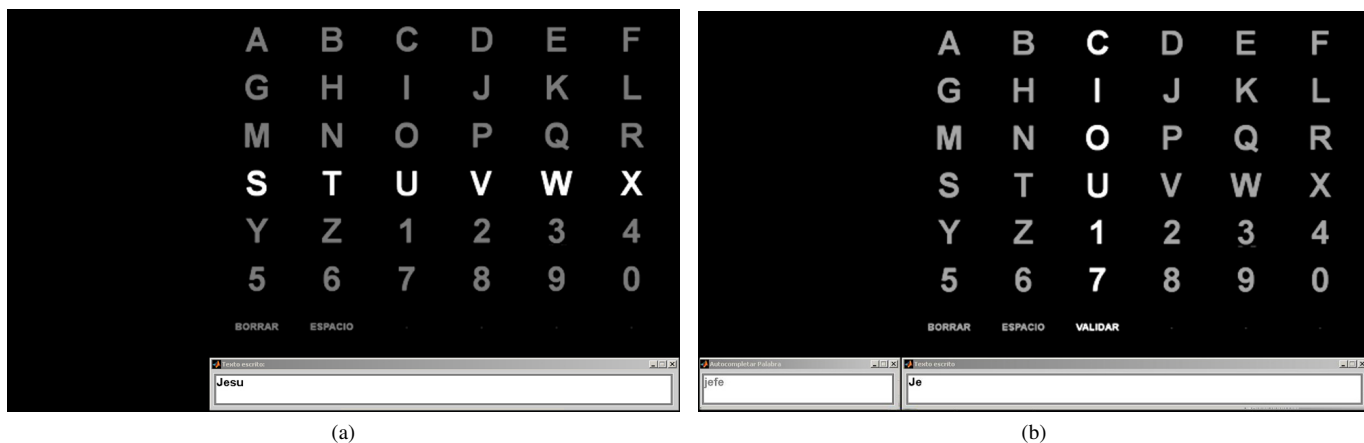 A B C D E F
G H I J K L
M N O P Q R
S T U V W X
Y Z 1 2 3 4
5 6 7 8 9 0
BORRAR ESPACIO
Texto escrito:
Jesu
(a)
A B C D E F
G H I J K L
M N O P Q R
S T U V W X
Y Z 1 2 3 4
5 6 7 8 9 0
BORRAR ESPACIO VALIDAR
Autocompletar Palabra
jefe
Texto escrito
Je
(b)